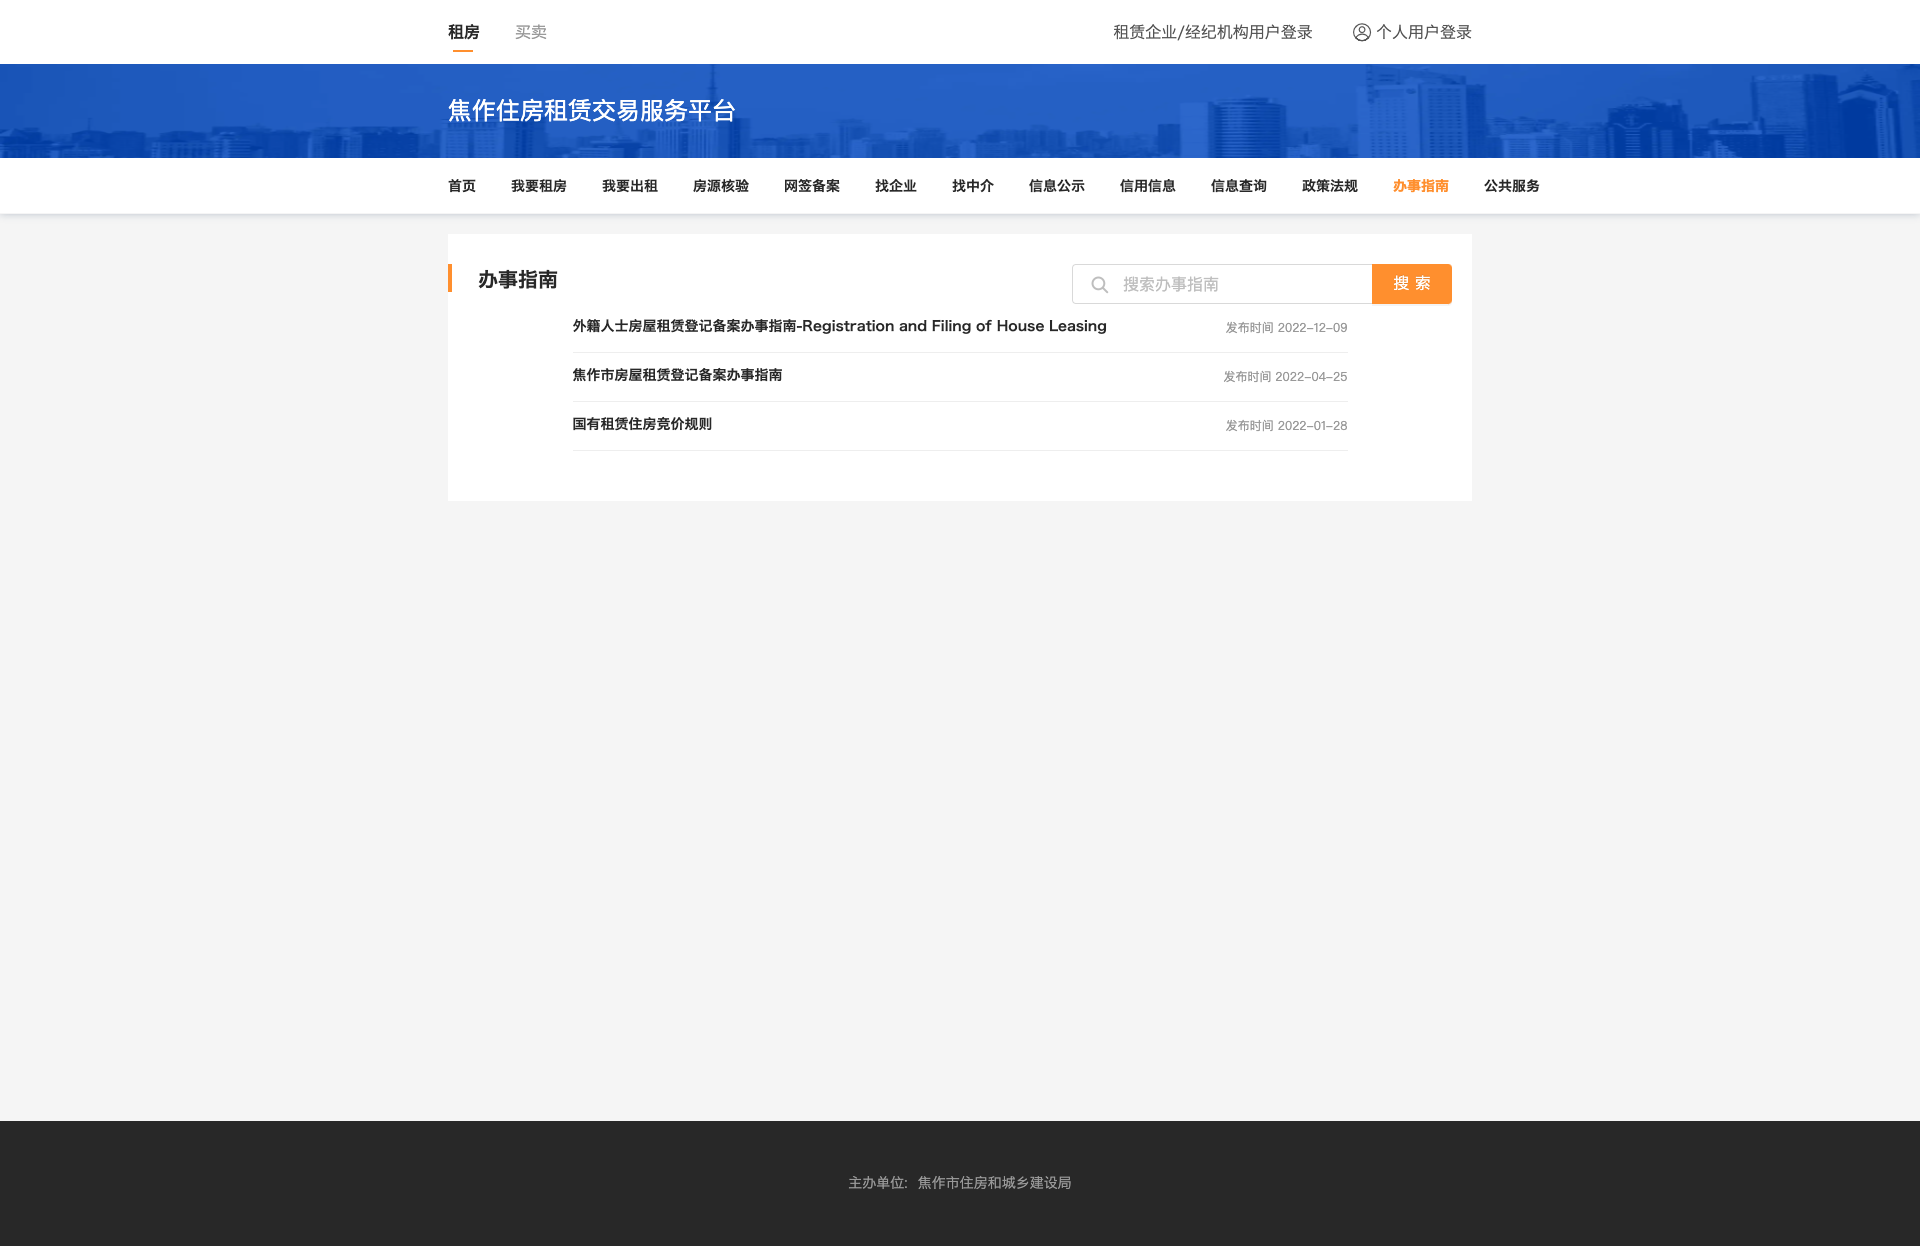 租房 买卖 租赁企业/经纪机构用户登录 个人用户登录
焦作住房租赁交易服务平台
首页 我要租房 我要出租 房源核验 网签备案 找企业 找中介 信息公示 信用信息 信息查询 政策法规 办事指南 公共服务
办事指南 搜索办事指南 搜 索
外籍人士房屋租赁登记备案办事指南-Registration and Filing of House Leasing 发布时间 2022-12-09
焦作市房屋租赁登记备案办事指南 发布时间 2022-04-25
国有租赁住房竞价规则 发布时间 2022-01-28
主办单位: 焦作市住房和城乡建设局